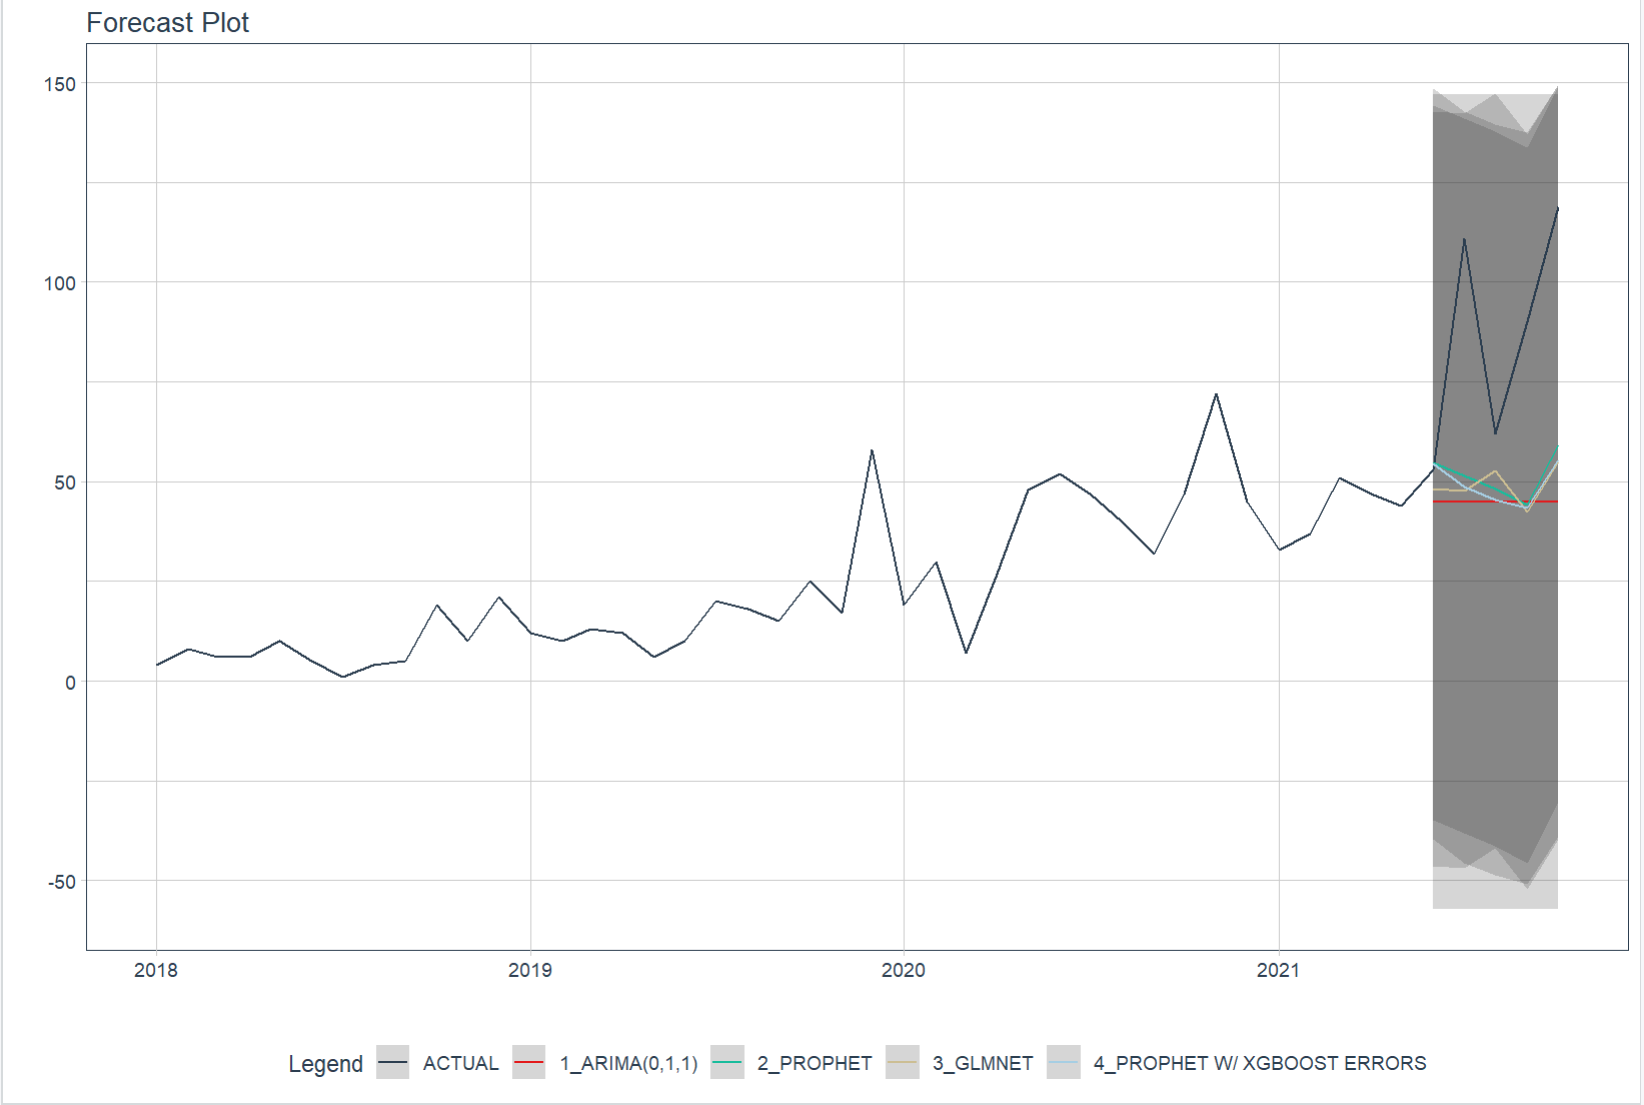 Forecast Plot
150
100
50
0
-50
2018 2019 2020 2021
Legend ACTUAL 1_ARIMA(0,1,1) 2_PROPHET 3_GLMNET 4_PROPHET W/ XGBOOST ERRORS